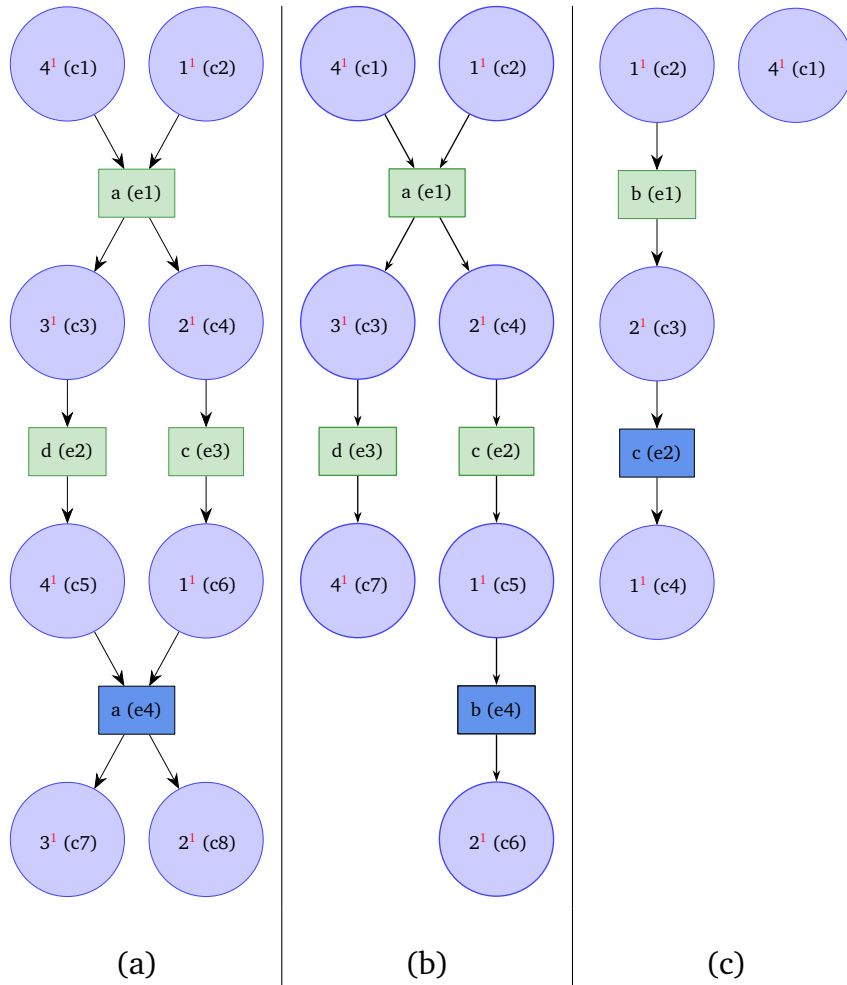 4¹ (c1) 1¹ (c2)
a (e1)
3¹ (c3) 2¹ (c4)
d (e2) c (e3)
4¹ (c5) 1¹ (c6)
a (e4)
3¹ (c7) 2¹ (c8)
(a)
4¹ (c1) 1¹ (c2)
a (e1)
3¹ (c3) 2¹ (c4)
d (e3) c (e2)
4¹ (c7) 1¹ (c5)
b (e4)
2¹ (c6)
(b)
1¹ (c2) 4¹ (c1)
b (e1)
2¹ (c3)
c (e2)
1¹ (c4)
(c)